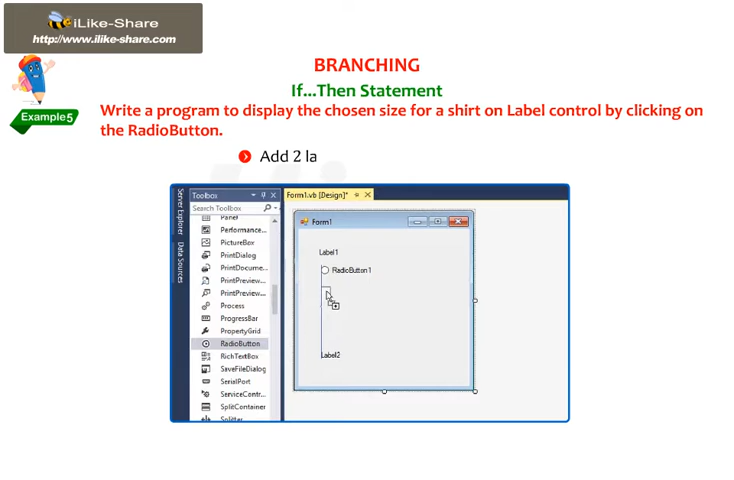 iLike-Share
http://www.ilike-share.com
BRANCHING
If...Then Statement
Example5
Write a program to display the chosen size for a shirt on Label control by clicking on
the RadioButton.
Add 2 la
Server Explorer
Data Sources
Toolbox
Search Toolbox
Panel
Performance...
PictureBox
PrintDialog
PrintDocume...
PrintPreview...
PrintPreview...
Process
ProgressBar
PropertyGrid
RadioButton
RichTextBox
SaveFileDialog
SerialPort
ServiceContr...
SplitContainer
Splitter
Form1.vb [Design]*
Form1
Label1
RadioButton1
Label2